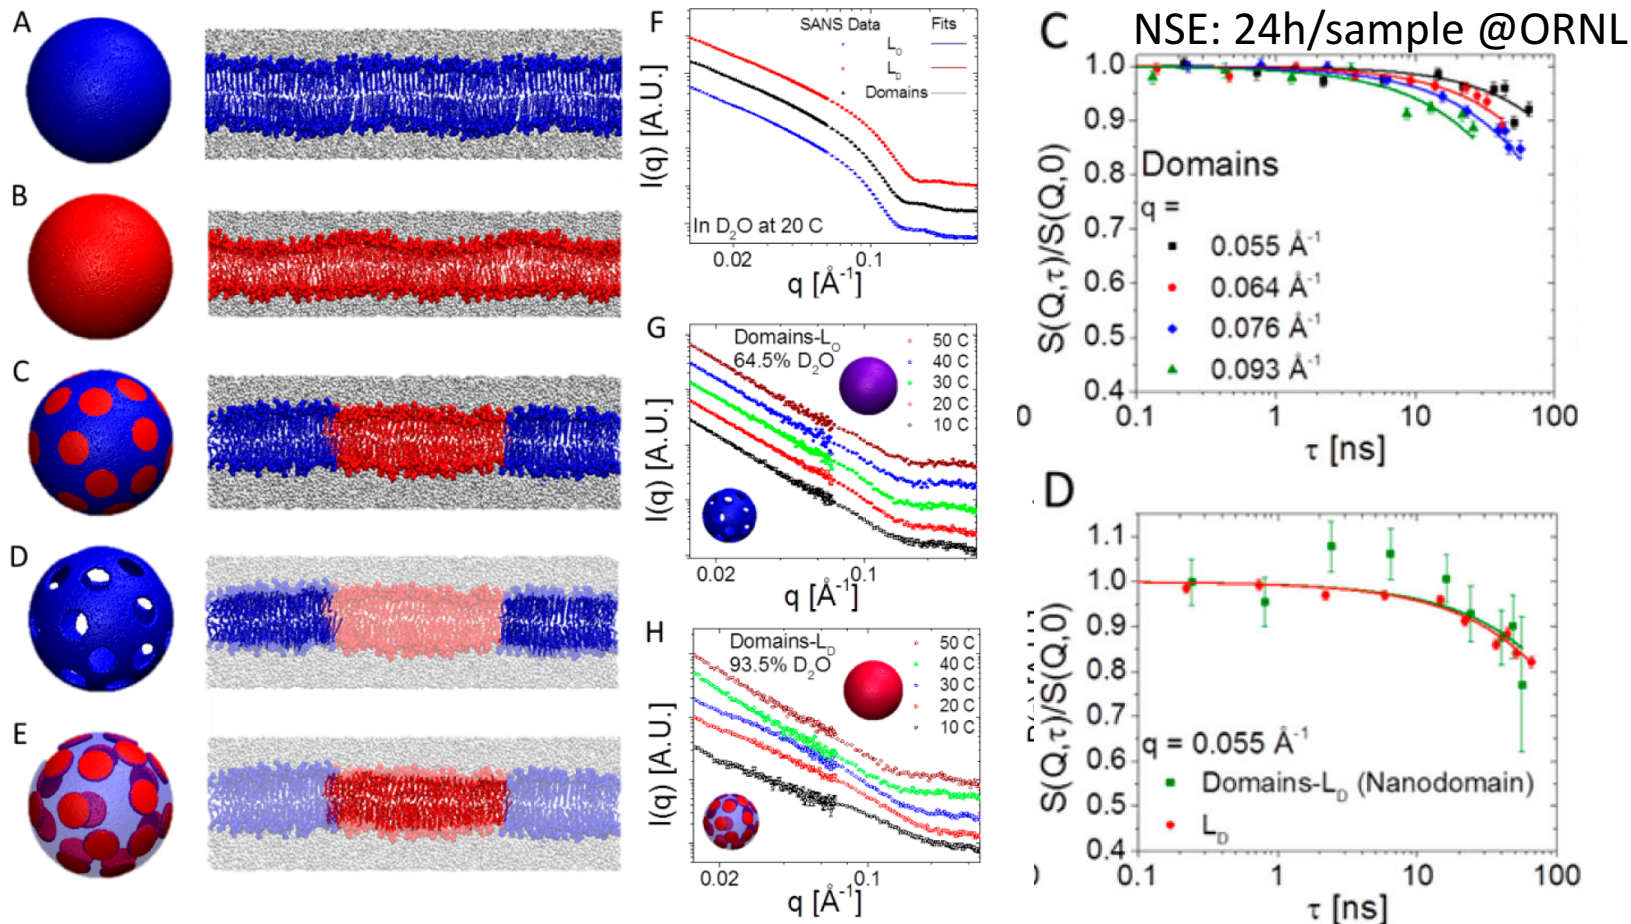 A
B
C
D
E
F
SANS Data Fits
L₀
L_D
Domains
In D₂O at 20 C
I(q) [A.U.]
0.02 0.1
q [Å⁻¹]
G
Domains-L_O
64.5% D₂O
50 C
40 C
30 C
20 C
10 C
I(q) [A.U.]
0.02 0.1
q [Å⁻¹]
H
Domains-L_D
93.5% D₂O
50 C
40 C
30 C
20 C
10 C
I(q) [A.U.]
0.02 0.1
q [Å⁻¹]
C NSE: 24h/sample @ORNL
1.0
0.9
0.8
0.7
0.6
0.5
0.4
S(Q,τ)/S(Q,0)
Domains
q =
0.055 Å⁻¹
0.064 Å⁻¹
0.076 Å⁻¹
0.093 Å⁻¹
0.1 1 10 100
τ [ns]
D
1.1
1.0
0.9
0.8
0.7
0.6
0.5
0.4
S(Q,τ)/S(Q,0)
q = 0.055 Å⁻¹
Domains-L_D (Nanodomain)
L_D
0.1 1 10 100
τ [ns]